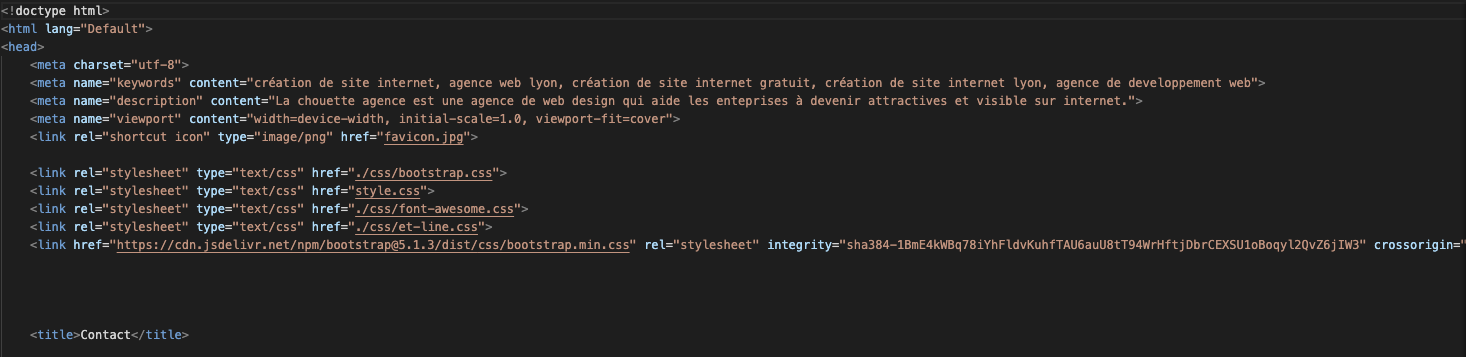 <!doctype html>
<html lang="Default">
<head>
<meta charset="utf-8">
<meta name="keywords" content="création de site internet, agence web lyon, création de site internet gratuit, création de site internet lyon, agence de developpement web">
<meta name="description" content="La chouette agence est une agence de web design qui aide les enteprises à devenir attractives et visible sur internet.">
<meta name="viewport" content="width=device-width, initial-scale=1.0, viewport-fit=cover">
<link rel="shortcut icon" type="image/png" href="favicon.jpg">
<link rel="stylesheet" type="text/css" href="./css/bootstrap.css">
<link rel="stylesheet" type="text/css" href="style.css">
<link rel="stylesheet" type="text/css" href="./css/font-awesome.css">
<link rel="stylesheet" type="text/css" href="./css/et-line.css">
<link href="https://cdn.jsdelivr.net/npm/bootstrap@5.1.3/dist/css/bootstrap.min.css" rel="stylesheet" integrity="sha384-1BmE4kWBq78iYhFldvKuhfTAU6auU8tT94WrHftjDbrCEXSU1oBoqyl2QvZ6jIW3" crossorigin="
<title>Contact</title>